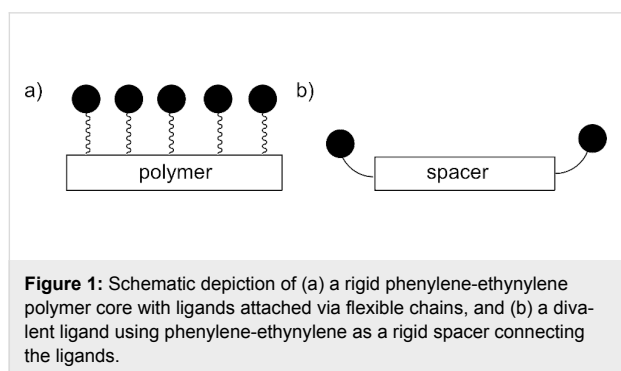 a)
b)
polymer
spacer
Figure 1: Schematic depiction of (a) a rigid phenylene-ethynylene
polymer core with ligands attached via flexible chains, and (b) a diva-
lent ligand using phenylene-ethynylene as a rigid spacer connecting
the ligands.